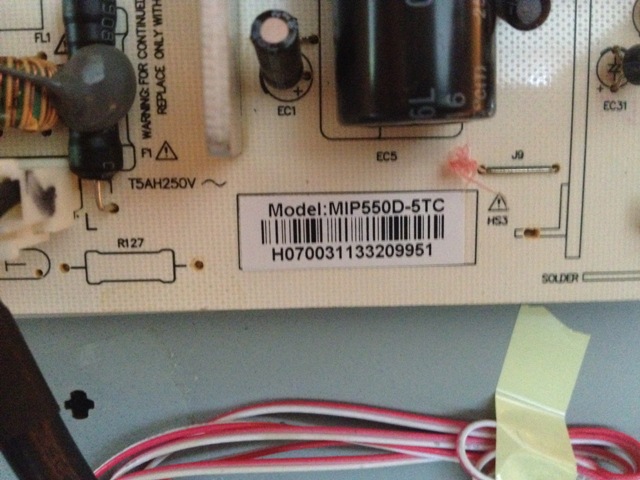 FL1
WARNING: FOR CONTINUED
REPLACE ONLY WITH
EC1
EC5
J9
EC31
F1
T5AH250V
HS3
L
R127
Model:MIP550D-5TC
H070031133209951
SOLDER